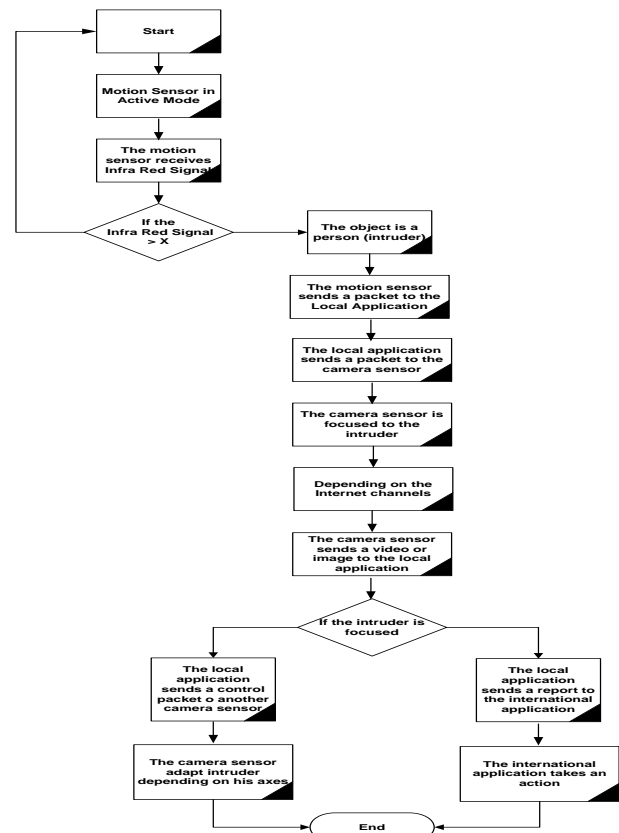 Start
Motion Sensor in
Active Mode
The motion
sensor receives
Infra Red Signal
If the
Infra Red Signal
> X
The object is a
person (intruder)
The motion sensor
sends a packet to the
Local Application
The local application
sends a packet to the
camera sensor
The camera sensor is
focused to the
intruder
Depending on the
Internet channels
The camera sensor
sends a video or
image to the local
application
If the intruder is
focused
The local
application
sends a control
packet o another
camera sensor
The local
application
sends a report to
the international
application
The camera sensor
adapt intruder
depending on his axes
The international
application takes an
action
End